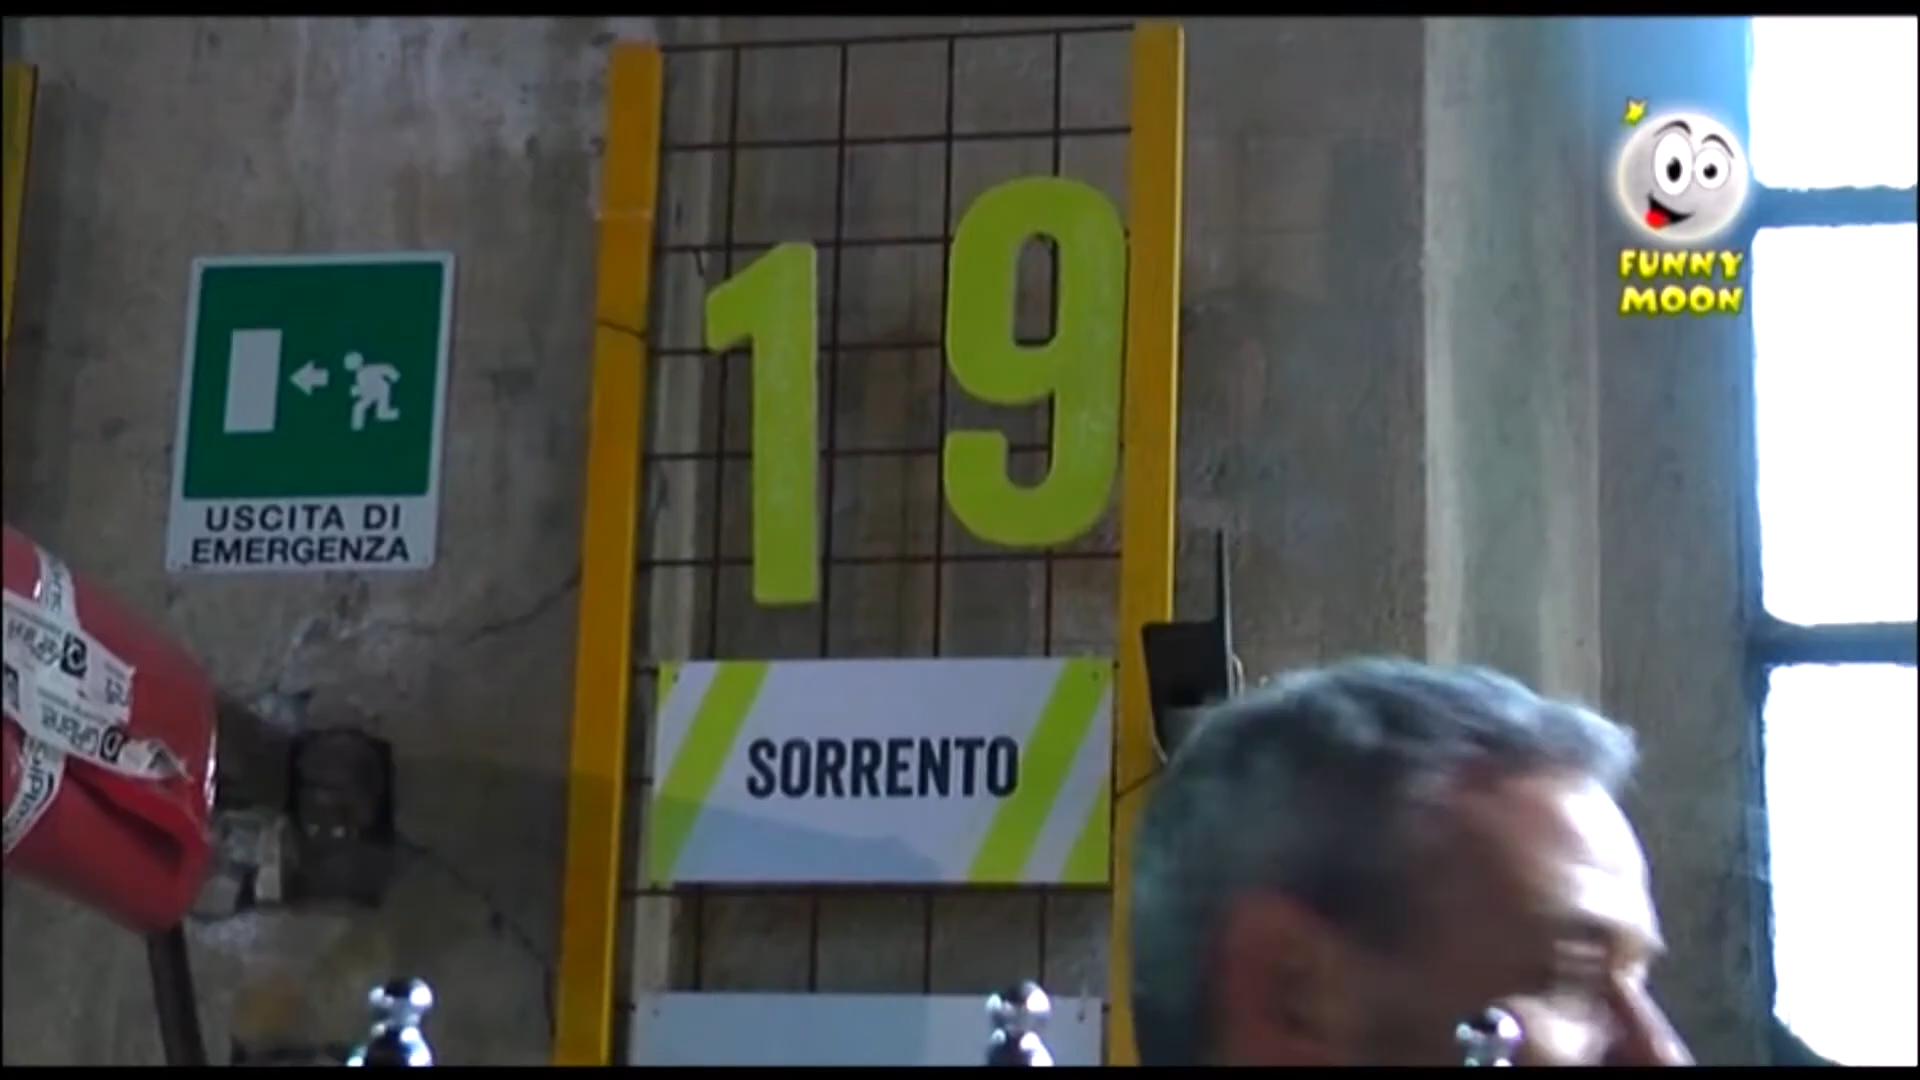 19
FUNNY
MOON
USCITA DI
EMERGENZA
SORRENTO